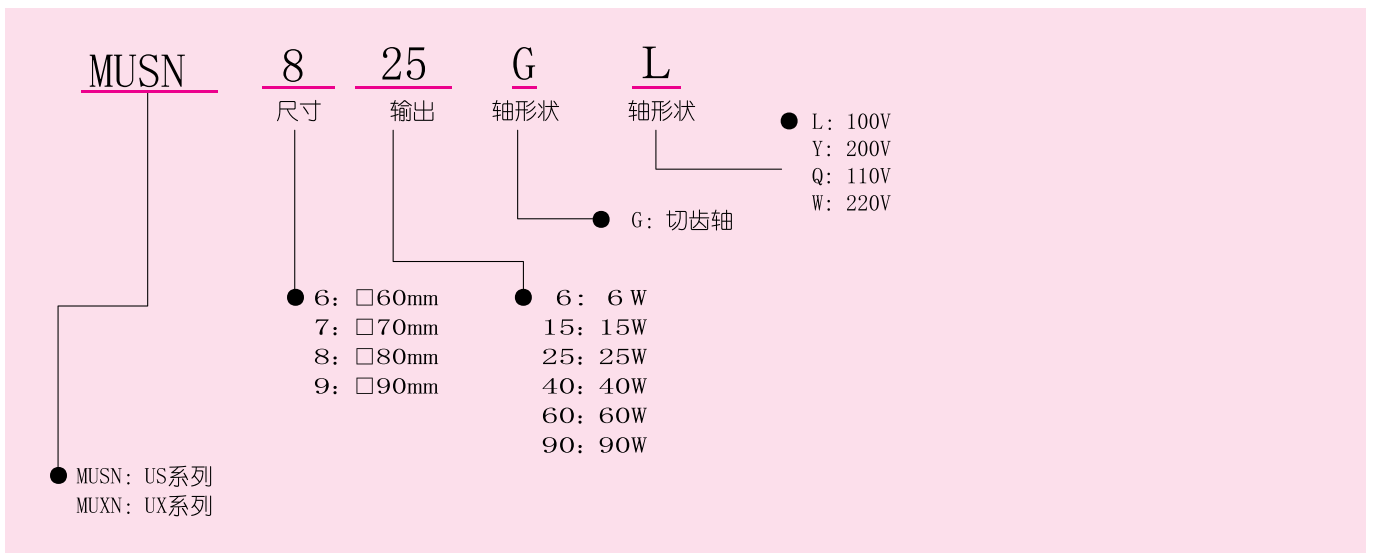 MUSN 8 25 G L
尺寸 输出 轴形状 轴形状
L: 100V
Y: 200V
Q: 110V
W: 220V
G: 切齿轴
6: □60mm
7: □70mm
8: □80mm
9: □90mm
6: 6W
15: 15W
25: 25W
40: 40W
60: 60W
90: 90W
MUSN: US系列
MUXN: UX系列